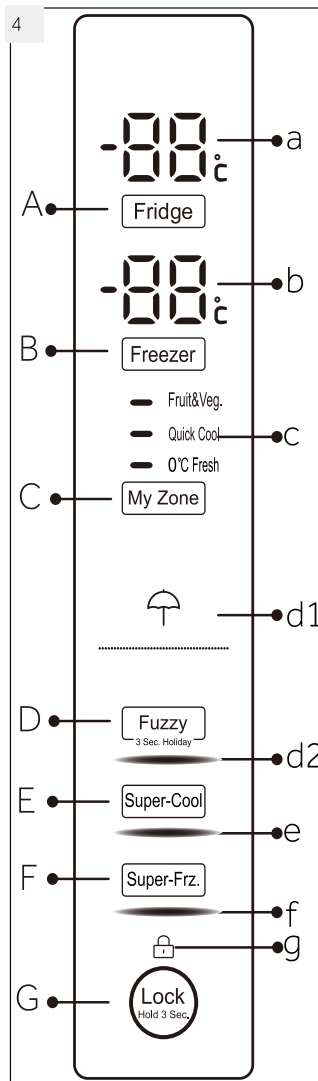 4
-88°c a
A Fridge
-88°c b
B Freezer
Fruit&Veg.
Quick Cool c
0°C Fresh
C My Zone
d1
D Fuzzy
3 Sec. Holiday
d2
E Super-Cool
e
F Super-Frz.
f
g
G Lock
Hold 3 Sec.